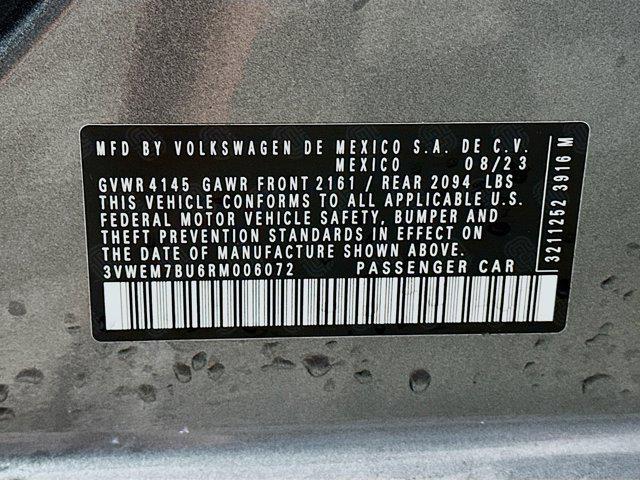 MFD BY VOLKSWAGEN DE MEXICO S.A. DE C.V.
MEXICO 08/23
GVWR 4145 GAWR FRONT 2161 / REAR 2094 LBS
THIS VEHICLE CONFORMS TO ALL APPLICABLE U.S.
FEDERAL MOTOR VEHICLE SAFETY, BUMPER AND
THEFT PREVENTION STANDARDS IN EFFECT ON
THE DATE OF MANUFACTURE SHOWN ABOVE.
3VWEM7BU6RM006072 PASSENGER CAR
3211252 3916 M